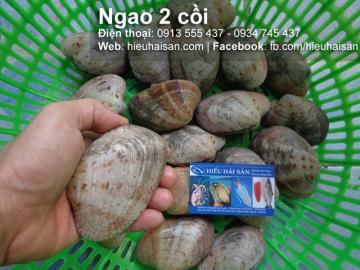 Ngao 2 cồi
Điện thoại: 0913 555 437 - 0934 745 437
Web: hieuhaisan.com | Facebook: fb.com/hieuhaisan
HIẾU HẢI SẢN